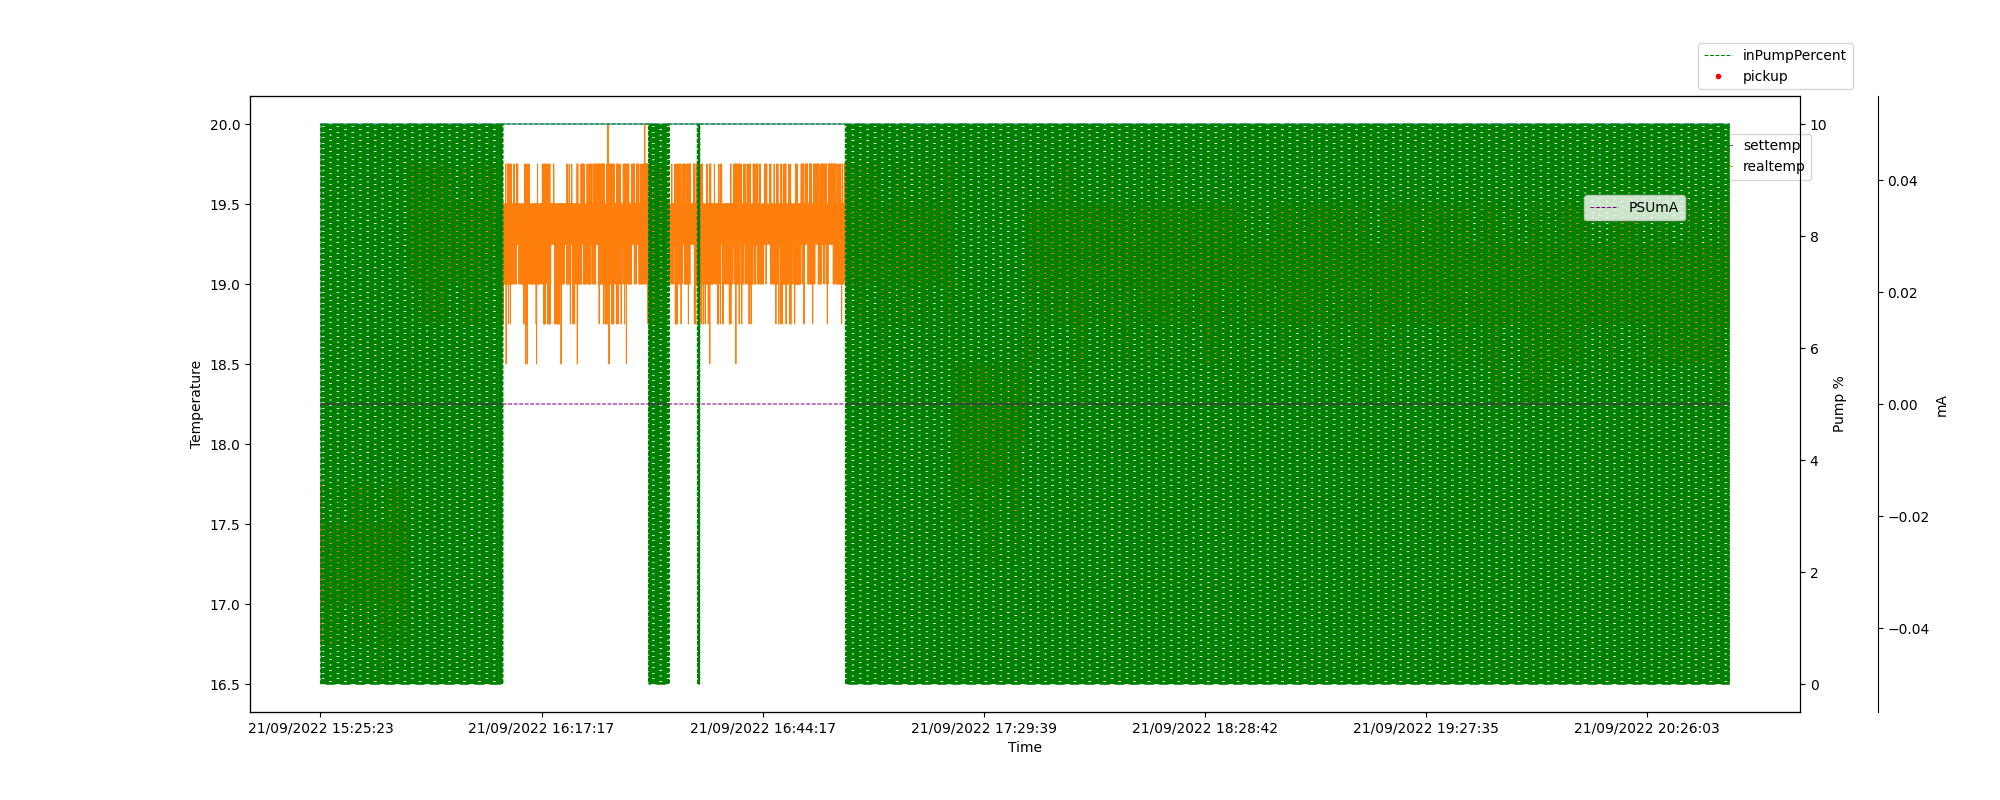 inPumpPercent
pickup
settemp
realtemp
PSUmA
20.0
19.5
19.0
18.5
18.0
17.5
17.0
16.5
Temperature
10
8
6
4
2
0
Pump %
0.04
0.02
0.00
−0.02
−0.04
mA
21/09/2022 15:25:23
21/09/2022 16:17:17
21/09/2022 16:44:17
21/09/2022 17:29:39
21/09/2022 18:28:42
21/09/2022 19:27:35
21/09/2022 20:26:03
Time